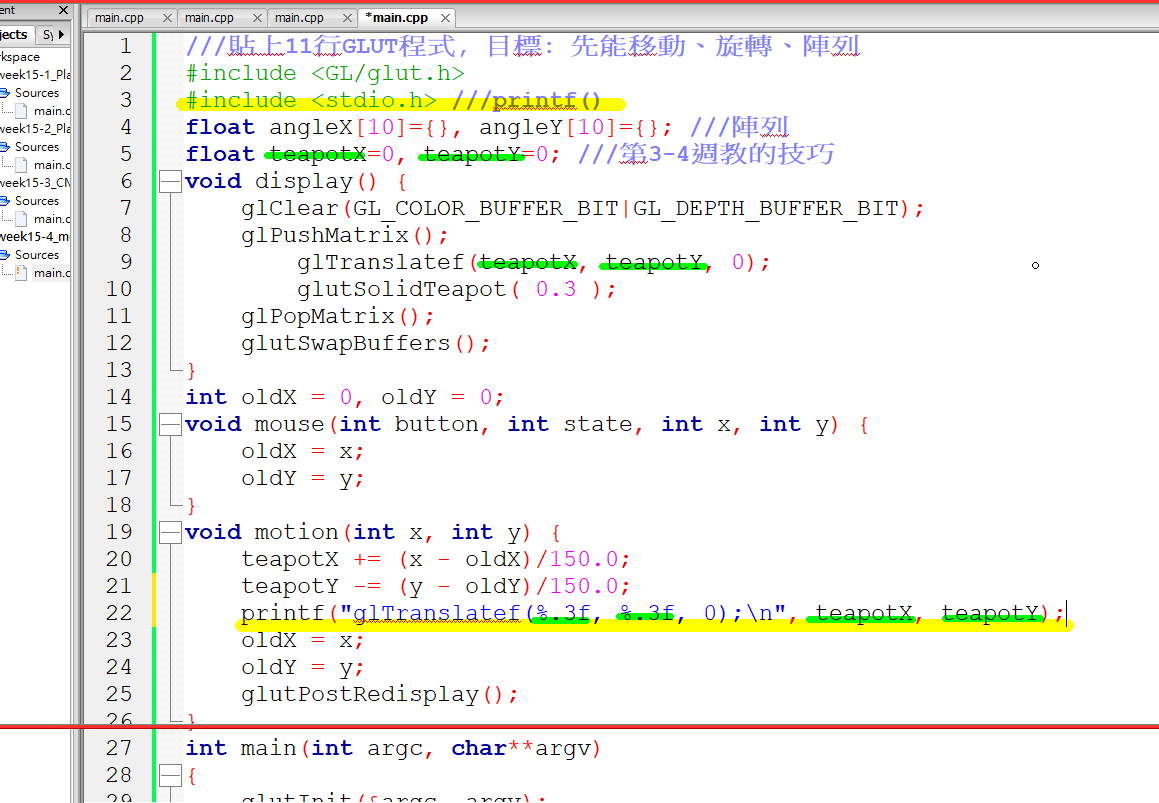 ent
main.cpp main.cpp main.cpp *main.cpp
jects Sy
rkspace
week15-1_Pla
Sources
main.c
week15-2_Pla
Sources
main.c
week15-3_CM
Sources
main.c
week15-4_m
Sources
main.c
1 ///貼上11行GLUT程式, 目標: 先能移動、旋轉、陣列
2 #include <GL/glut.h>
3 #include <stdio.h> ///printf()
4 float angleX[10]={}, angleY[10]={}; ///陣列
5 float teapotX=0, teapotY=0; ///第3-4週教的技巧
6 void display() {
7 glClear(GL_COLOR_BUFFER_BIT|GL_DEPTH_BUFFER_BIT);
8 glPushMatrix();
9 glTranslatef(teapotX, teapotY, 0);
10 glutSolidTeapot( 0.3 );
11 glPopMatrix();
12 glutSwapBuffers();
13 }
14 int oldX = 0, oldY = 0;
15 void mouse(int button, int state, int x, int y) {
16 oldX = x;
17 oldY = y;
18 }
19 void motion(int x, int y) {
20 teapotX += (x - oldX)/150.0;
21 teapotY -= (y - oldY)/150.0;
22 printf("glTranslatef(%.3f, %.3f, 0);\n", teapotX, teapotY);
23 oldX = x;
24 oldY = y;
25 glutPostRedisplay();
26 }
27 int main(int argc, char**argv)
28 {
29 glutInit(&argc, argv);